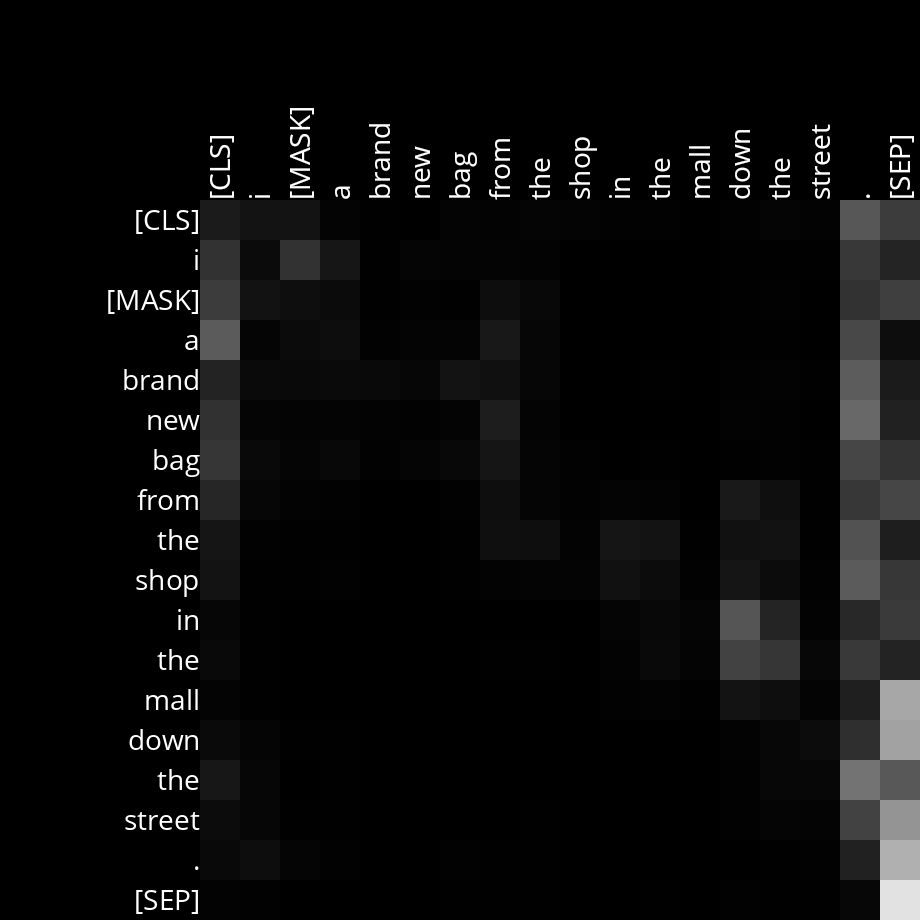 [CLS] i [MASK] a brand new bag from the shop in the mall down the street . [SEP]
[CLS]
i
[MASK]
a
brand
new
bag
from
the
shop
in
the
mall
down
the
street
.
[SEP]